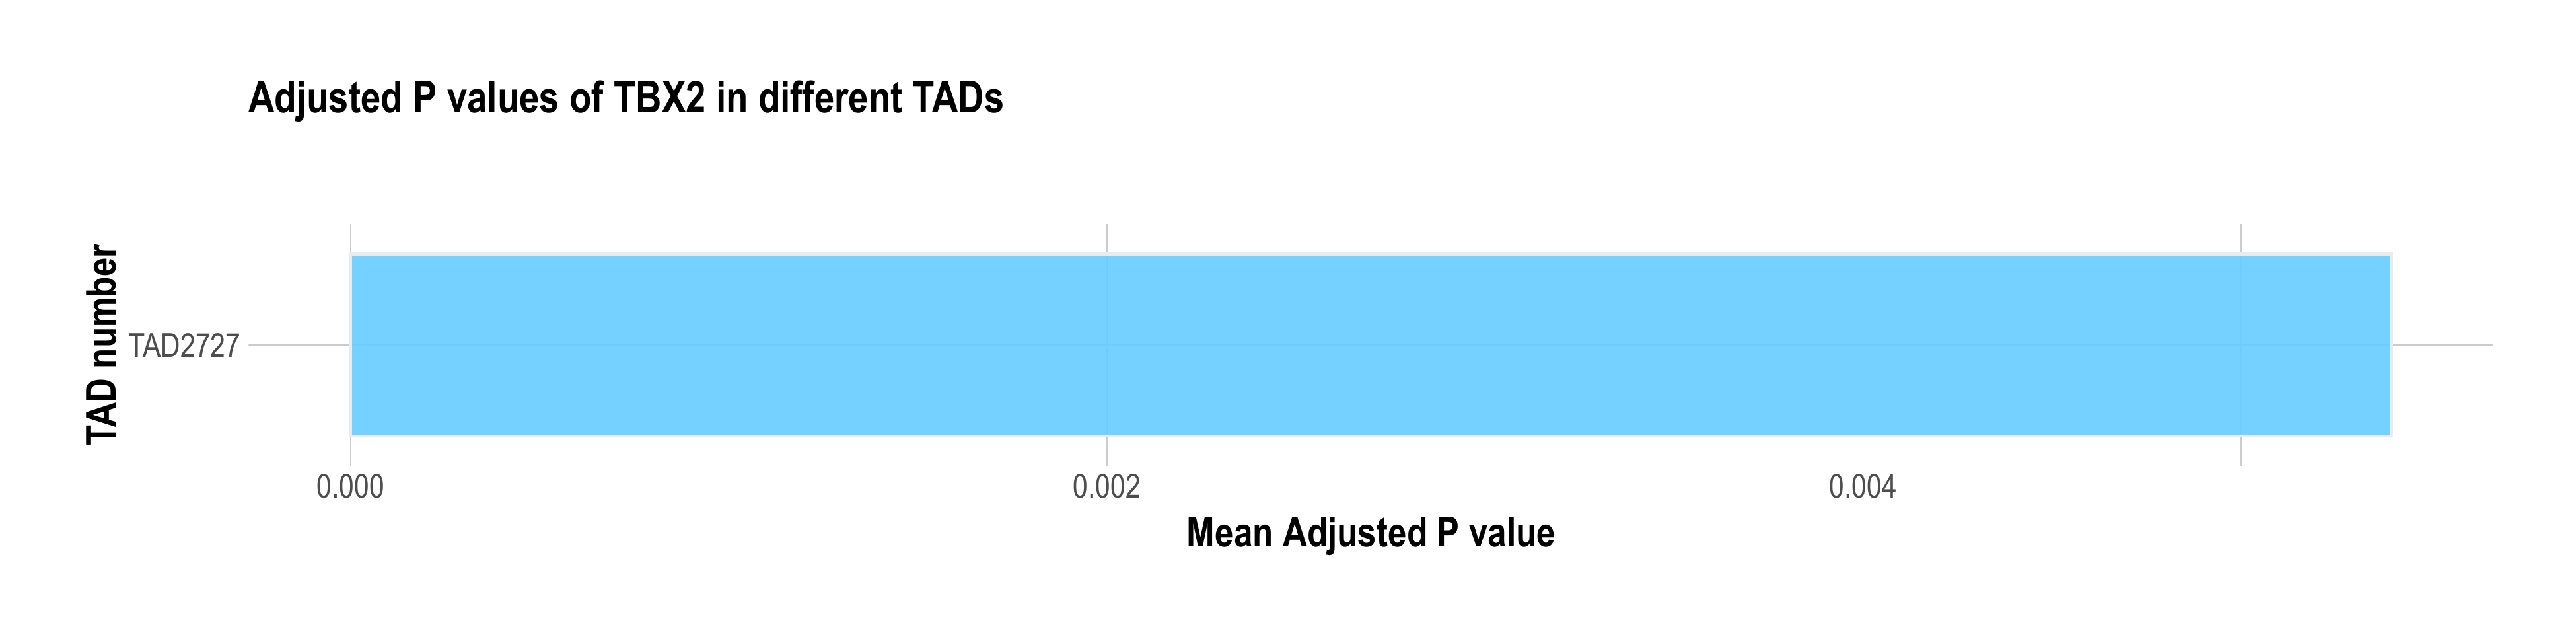 Adjusted P values of TBX2 in different TADs
TAD number
TAD2727
0.000
0.002
0.004
Mean Adjusted P value